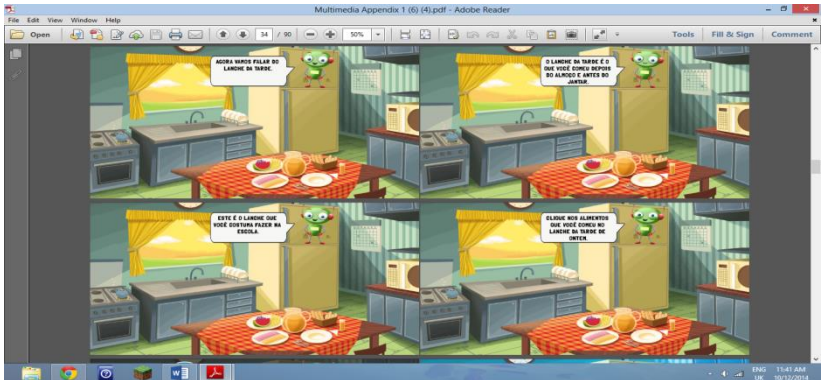 Multimedia Appendix 1 (6) (4).pdf - Adobe Reader
File Edit View Window Help
Open 34 / 90 50% Tools Fill & Sign Comment
AGORA VAMOS FALAR DO
LANCHE DA TARDE.
O LANCHE DA TARDE É O
QUE VOCÊ COMEU DEPOIS
DO ALMOÇO E ANTES DO
JANTAR.
ESTE É O LANCHE QUE
VOCÊ COSTUMA FAZER NA
ESCOLA.
CLIQUE NOS ALIMENTOS
QUE VOCÊ COMEU NO
LANCHE DA TARDE DE
ONTEM.
ENG 11:41 AM
UK 10/12/2014